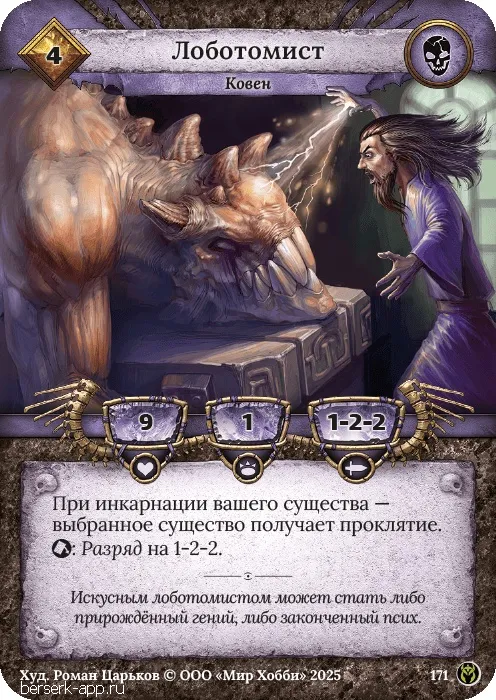 4
Лоботомист
Ковен
9
1
1-2-2
При инкарнации вашего существа —
выбранное существо получает проклятие.
: Разряд на 1-2-2.
Искусным лоботомистом может стать либо
прирождённый гений, либо законченный псих.
Худ. Роман Царьков © ООО «Мир Хобби» 2025
171
berserk-app.ru